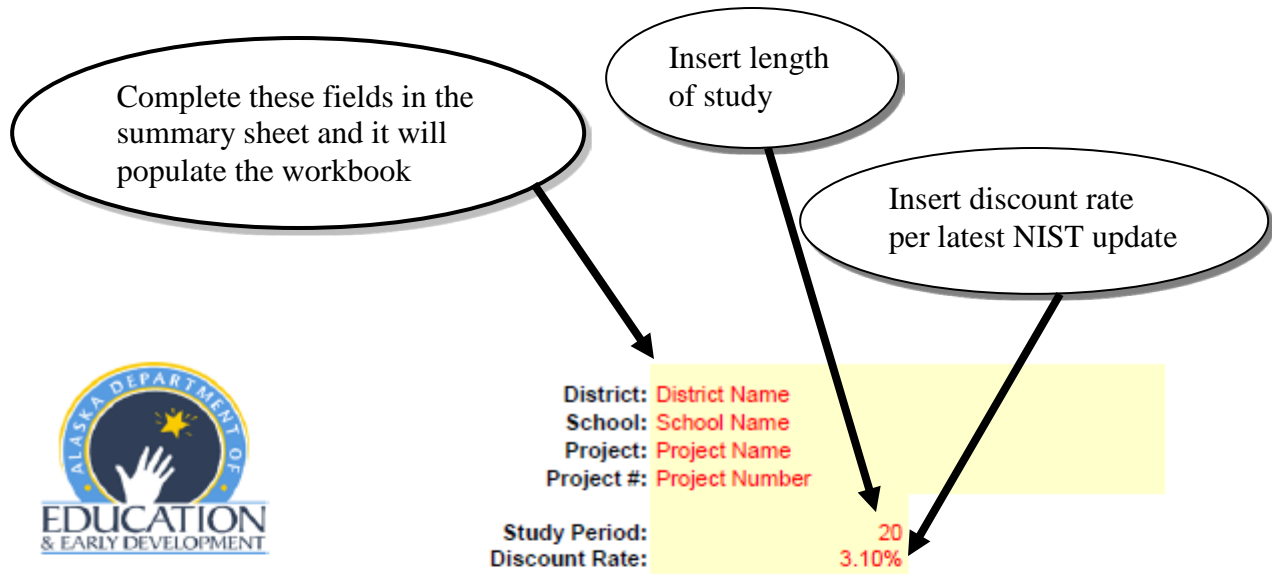 Insert length
of study
Complete these fields in the
summary sheet and it will
populate the workbook
Insert discount rate
per latest NIST update
ALASKA DEPARTMENT OF
EDUCATION
& EARLY DEVELOPMENT
District: District Name
School: School Name
Project: Project Name
Project #: Project Number
Study Period: 20
Discount Rate: 3.10%